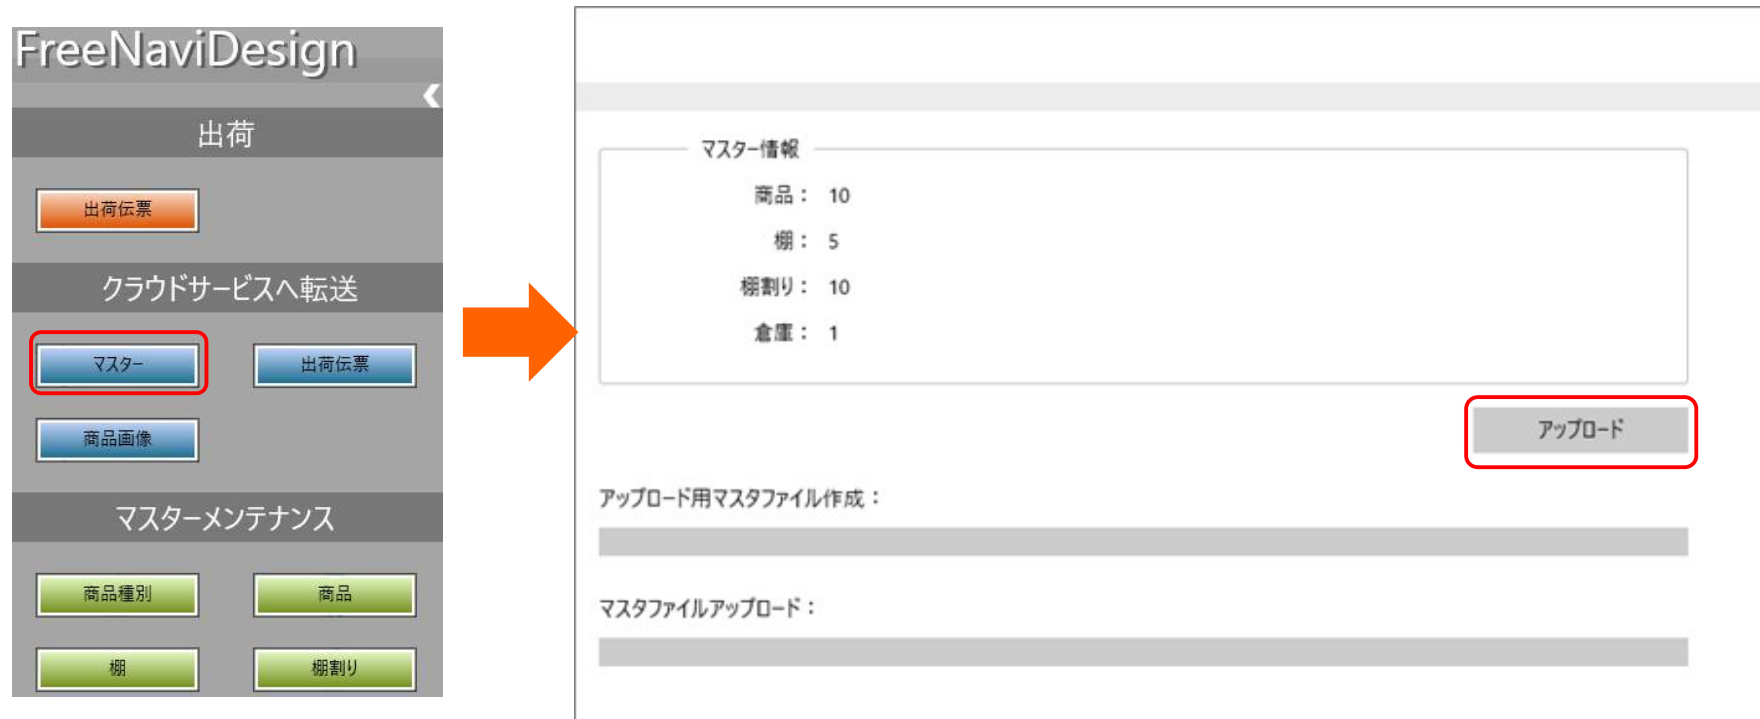 FreeNaviDesign
出荷
出荷伝票
クラウドサービスへ転送
マスター
出荷伝票
商品画像
マスターメンテナンス
商品種別
商品
棚
棚割り
マスター情報
商品： 10
棚： 5
棚割り： 10
倉庫： 1
アップロード
アップロード用マスタファイル作成：
マスタファイルアップロード：